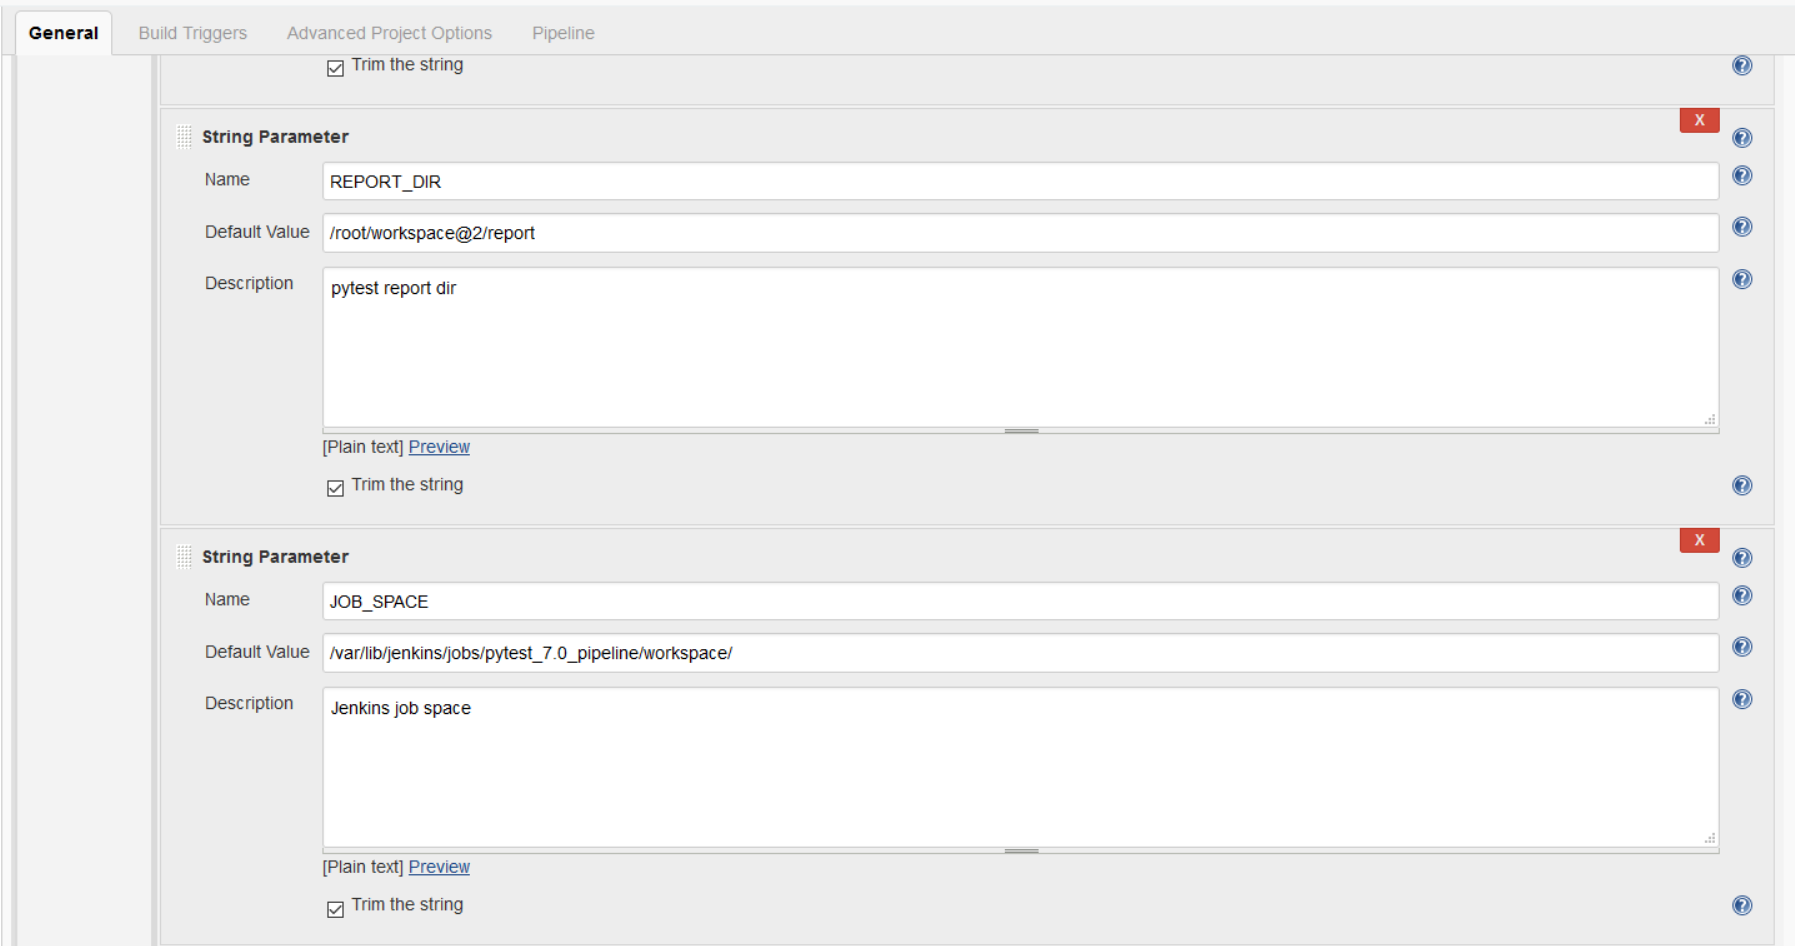 General Build Triggers Advanced Project Options Pipeline
Trim the string
X
String Parameter
Name REPORT_DIR
Default Value /root/workspace@2/report
Description pytest report dir
[Plain text] Preview
Trim the string
X
String Parameter
Name JOB_SPACE
Default Value /var/lib/jenkins/jobs/pytest_7.0_pipeline/workspace/
Description Jenkins job space
[Plain text] Preview
Trim the string